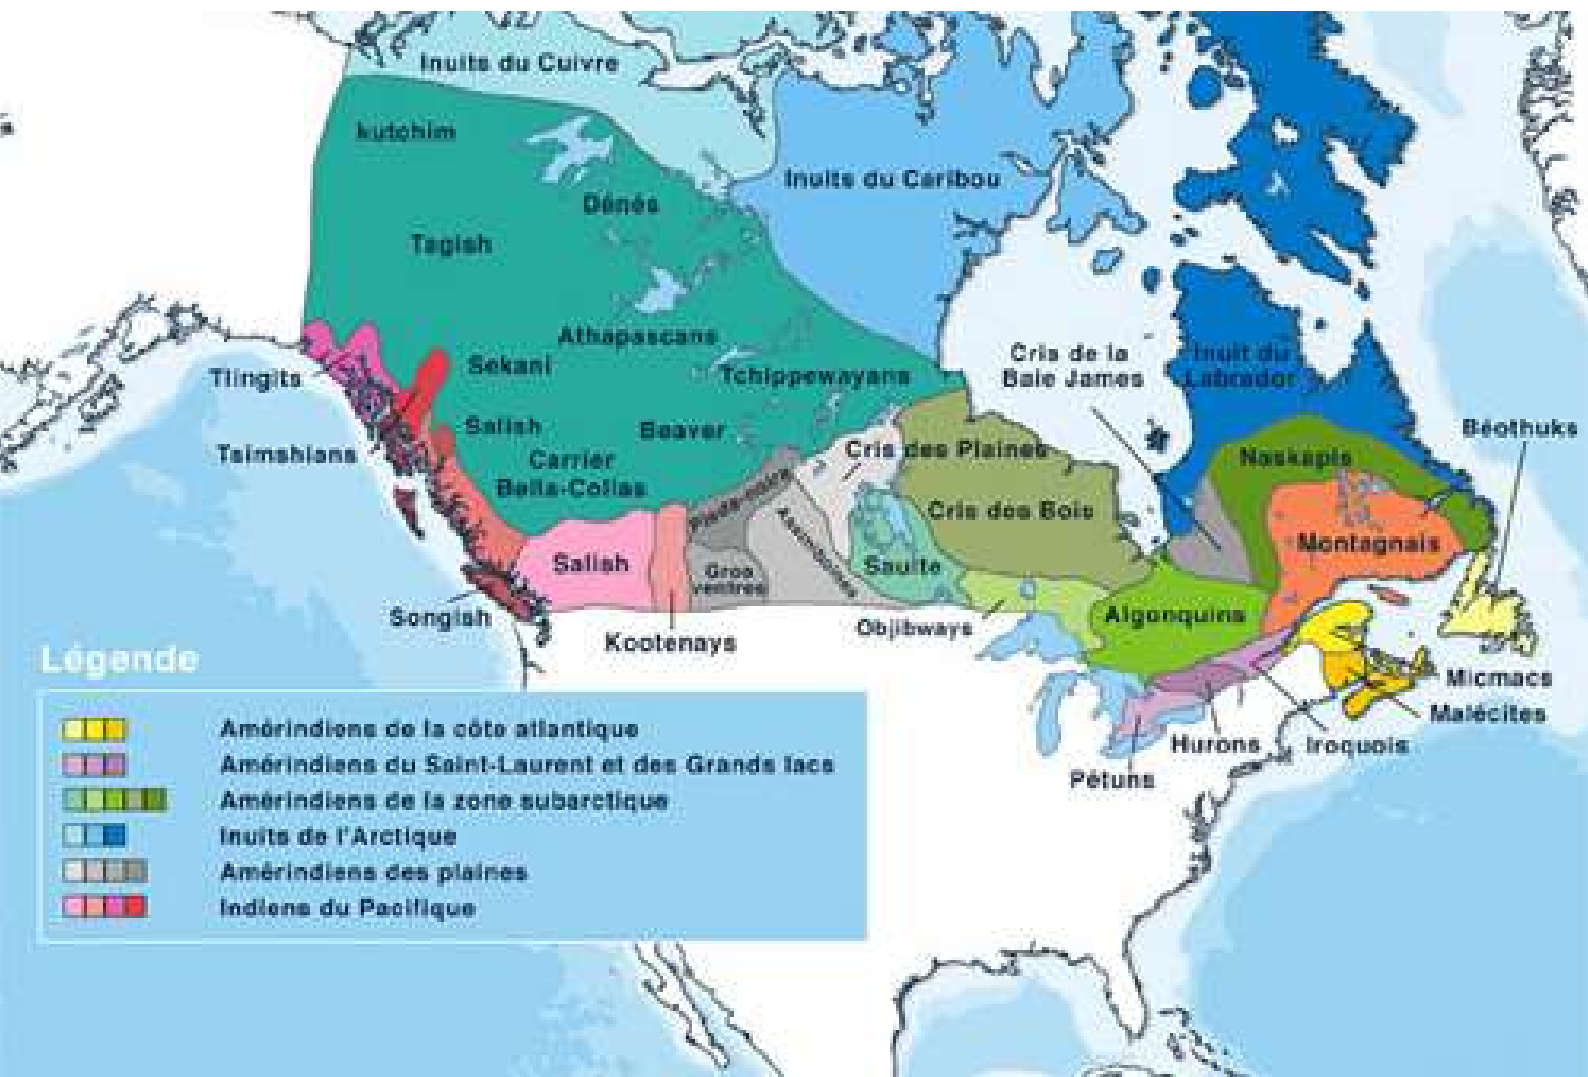 Inuits du Cuivre
kutchim
Inuits du Caribou
Dénés
Tagish
Athapascans
Cris de la
Baie James
Inuit du
Labrador
Sekani
Tlingits
Tchippewayans
Salish
Beaver
Béothuks
Tsimshians
Cris des Plaines
Naskapis
Carrier
Bella-Collas
Pieds-noirs
Cris des Bois
Assiniboines
Montagnais
Salish
Gros
ventres
Saulte
Songish
Algonquins
Objibways
Kootenays
Micmacs
Malécites
Hurons
Iroquois
Pétuns
Légende
Amérindiens de la côte atlantique
Amérindiens du Saint-Laurent et des Grands lacs
Amérindiens de la zone subarctique
Inuits de l'Arctique
Amérindiens des plaines
Indiens du Pacifique